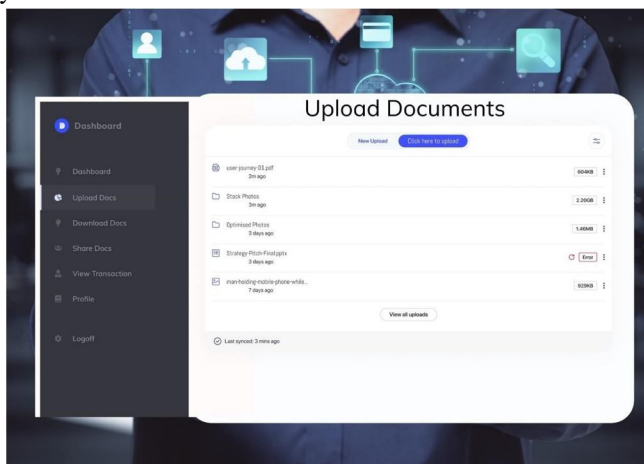 Upload Documents
D Dashboard
Dashboard
Upload Docs
Download Docs
Share Docs
View Transaction
Profile
Logoff
New Upload Click here to upload
user journey-01.pdf
2m ago
604KB
Stack Photos
3m ago
2.20GB
Optimised Photos
3 days ago
1.46MB
Strategy-Pitch-Final.pptx
3 days ago
Error
man-holding-mobile-phone-while..
7 days ago
929KB
View all uploads
Last synced: 3 mins ago